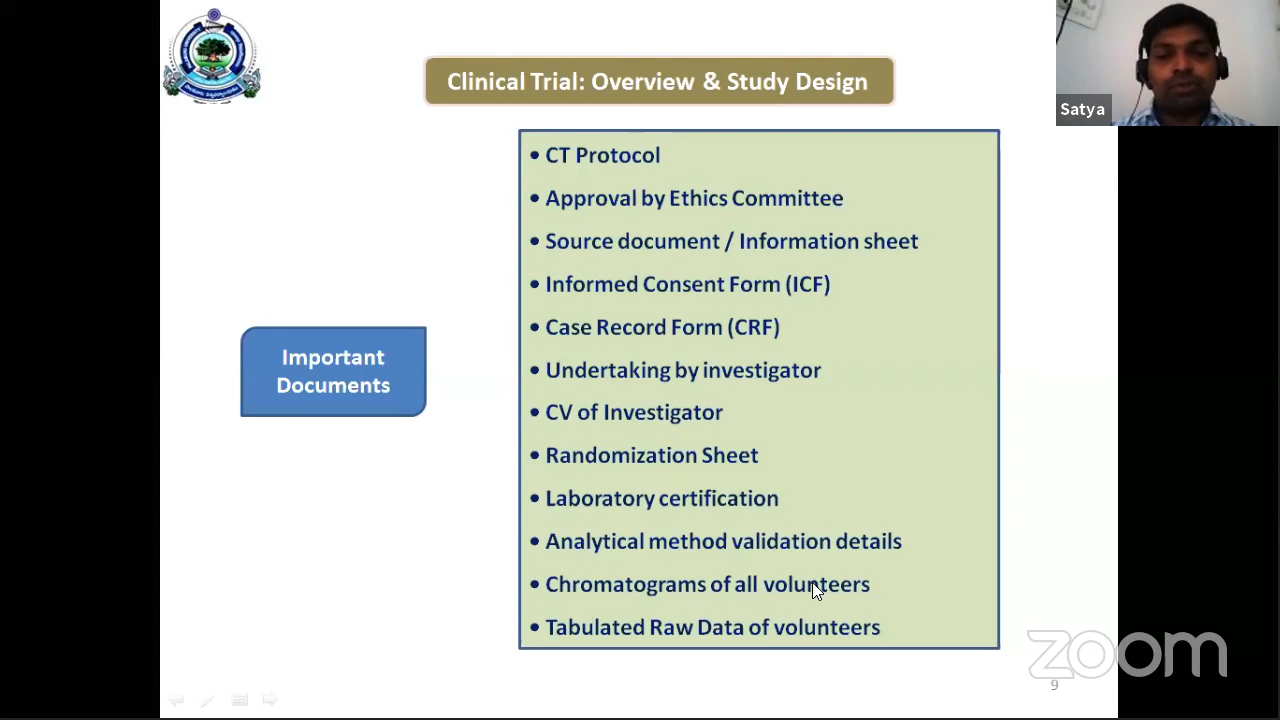 Clinical Trial: Overview & Study Design
Satya
• CT Protocol
• Approval by Ethics Committee
• Source document / Information sheet
• Informed Consent Form (ICF)
• Case Record Form (CRF)
• Undertaking by investigator
• CV of Investigator
• Randomization Sheet
• Laboratory certification
• Analytical method validation details
• Chromatograms of all volunteers
• Tabulated Raw Data of volunteers
Important
Documents
zoom
9